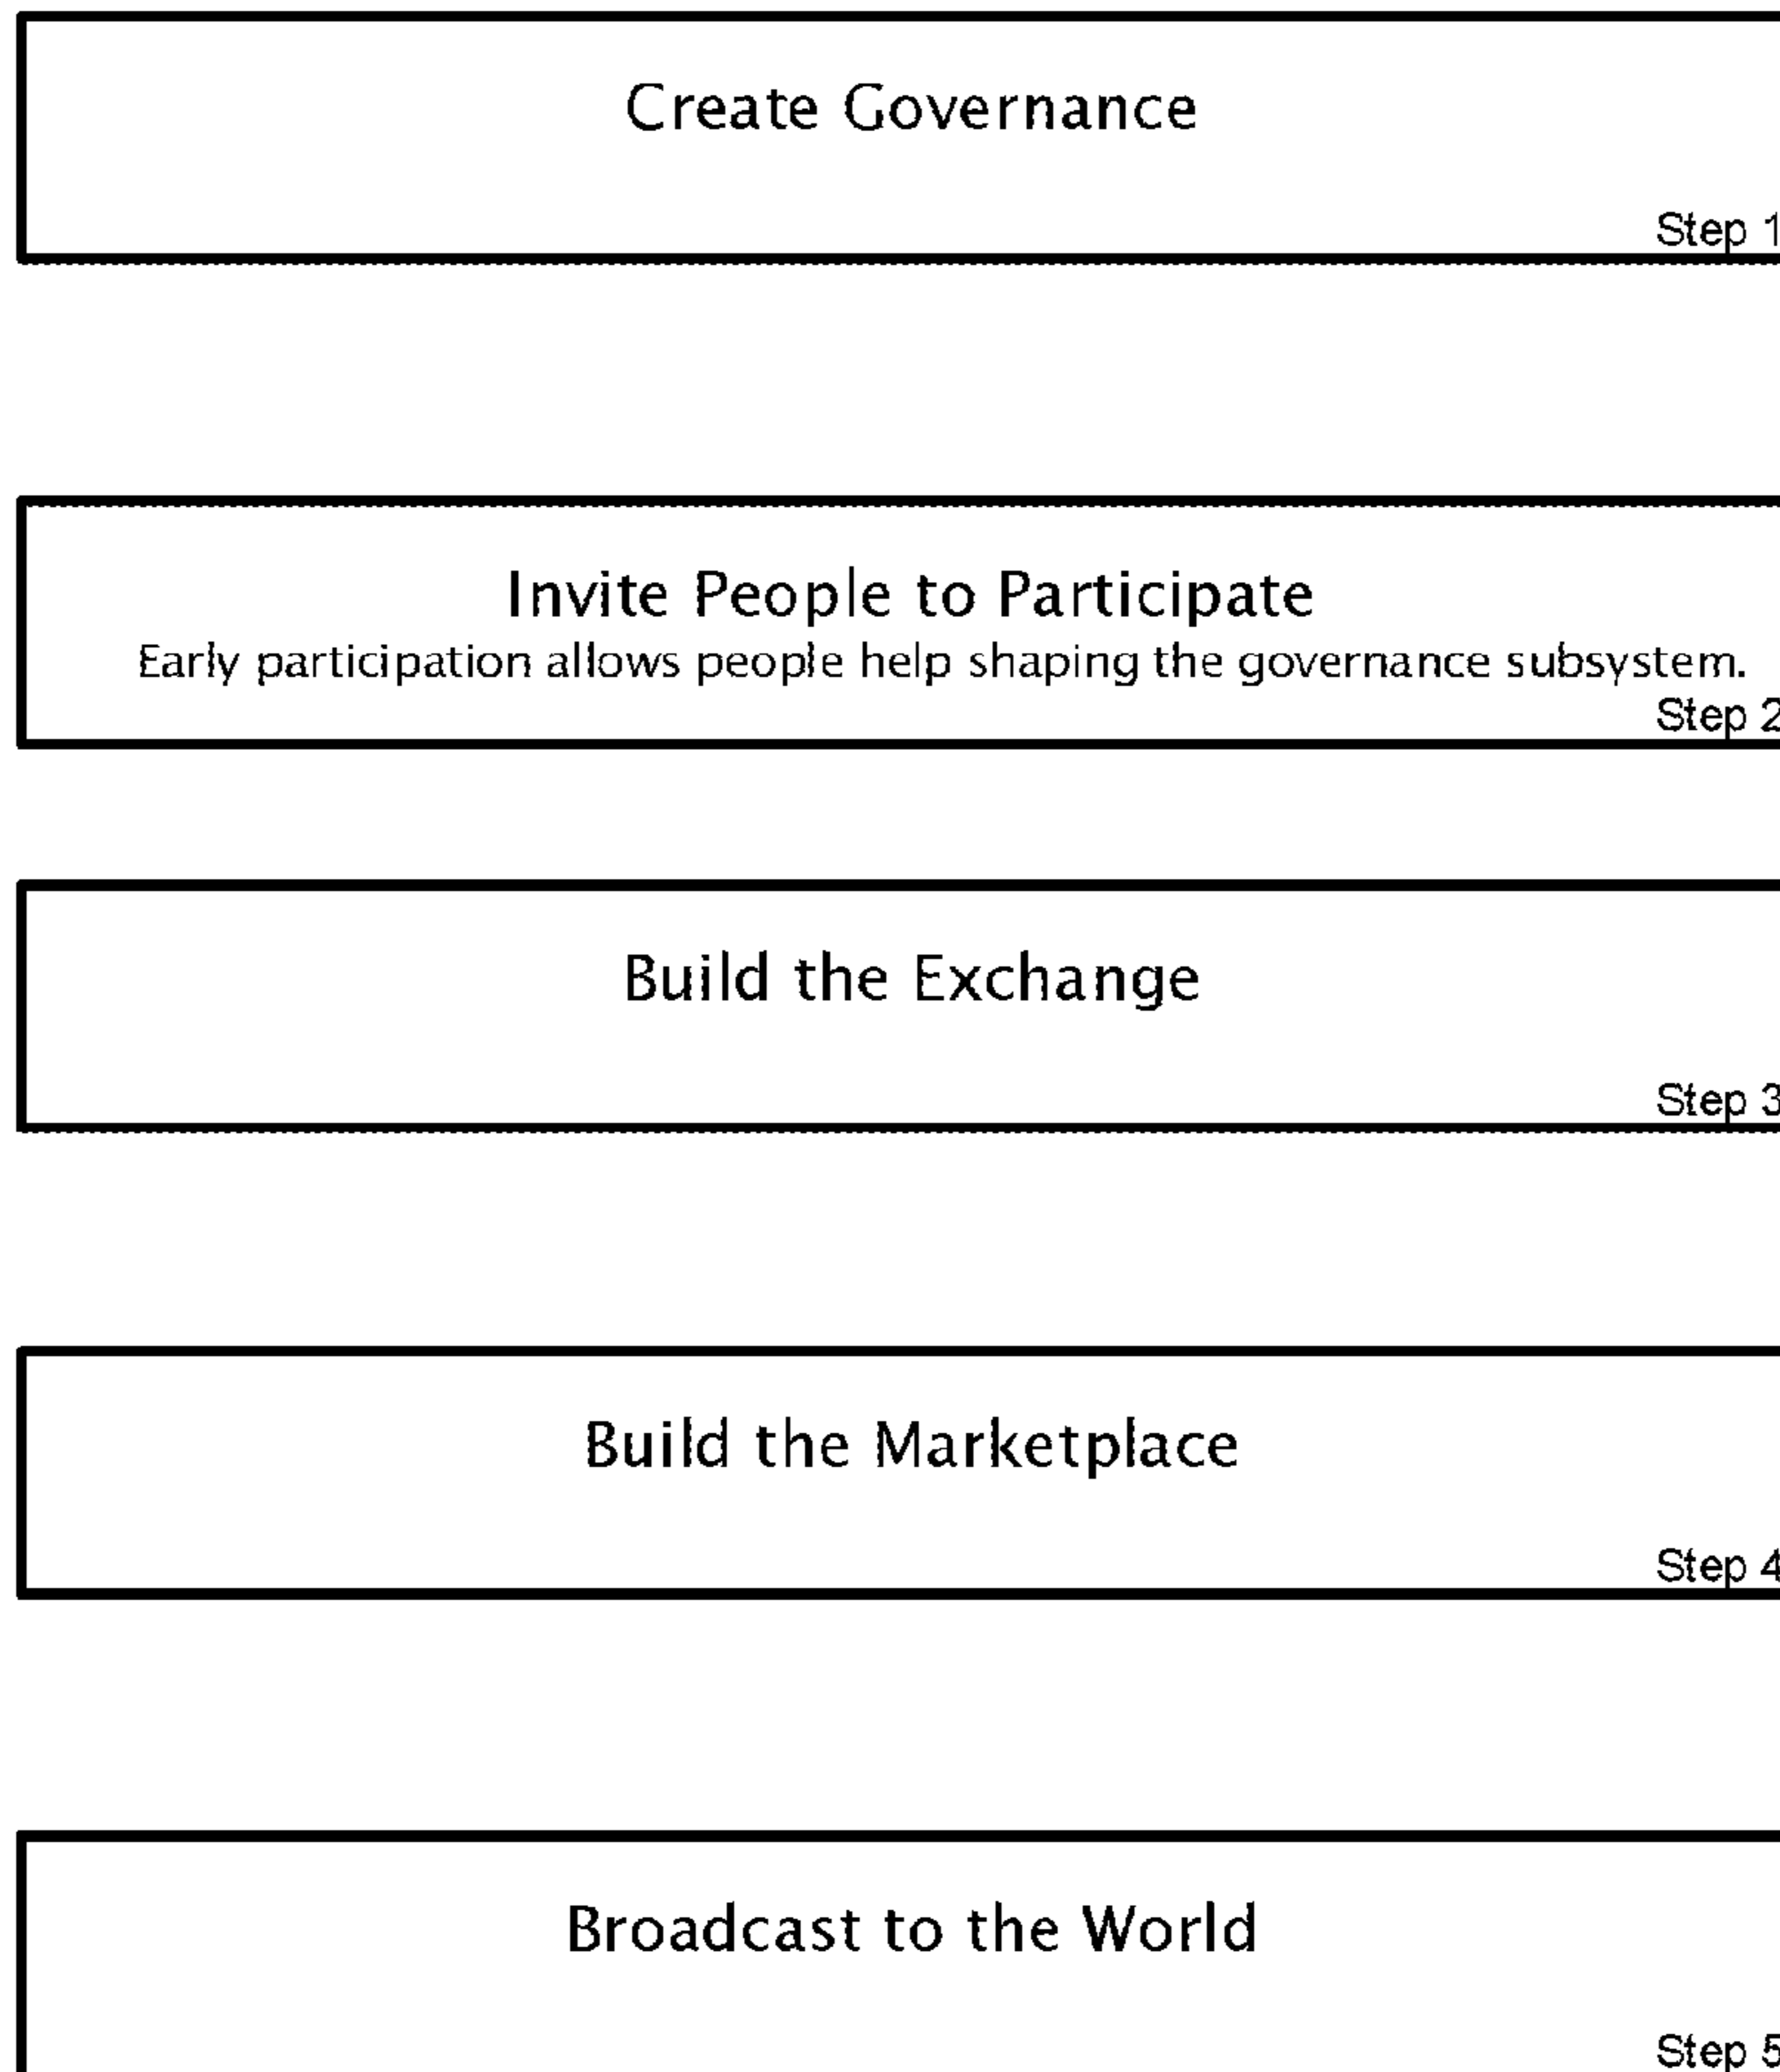 Create Governance
Step 1
Invite People to Participate
Early participation allows people help shaping the governance subsystem.
Step 2
Build the Exchange
Step 3
Build the Marketplace
Step 4
Broadcast to the World
Step 5